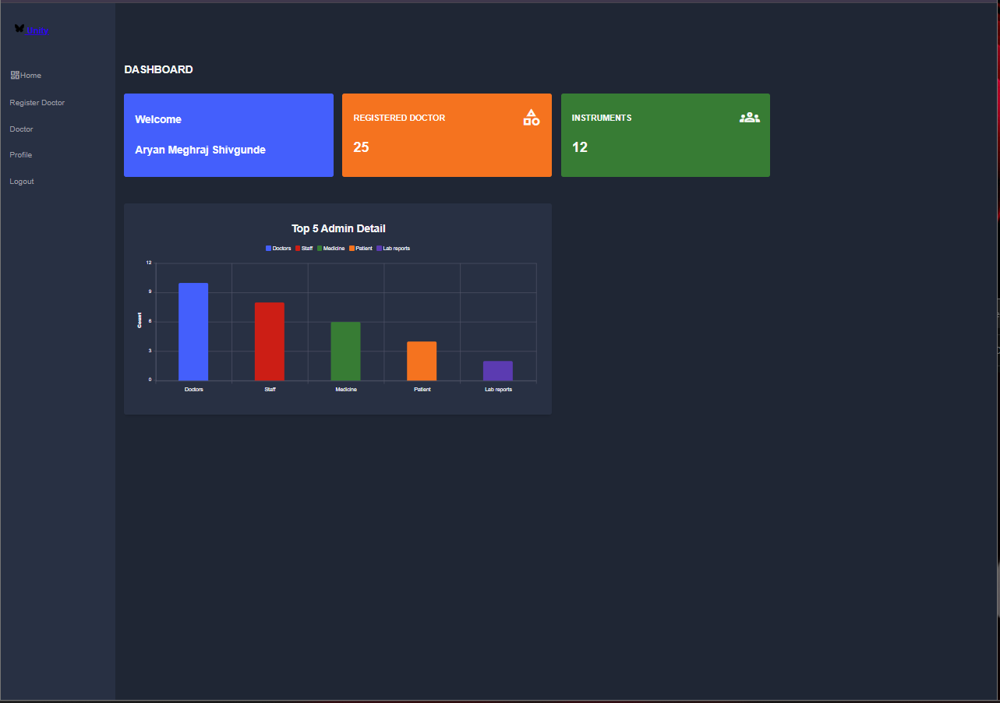 Home
Register Doctor
Doctor
Profile
Logout
DASHBOARD
Welcome
Aryan Meghraj Shivgunde
REGISTERED DOCTOR
25
INSTRUMENTS
12
Top 5 Admin Detail
Doctors Staff Medicine Patient Lab reports
12
9
6
3
0
Count
Doctors Staff Medicine Patient Lab reports